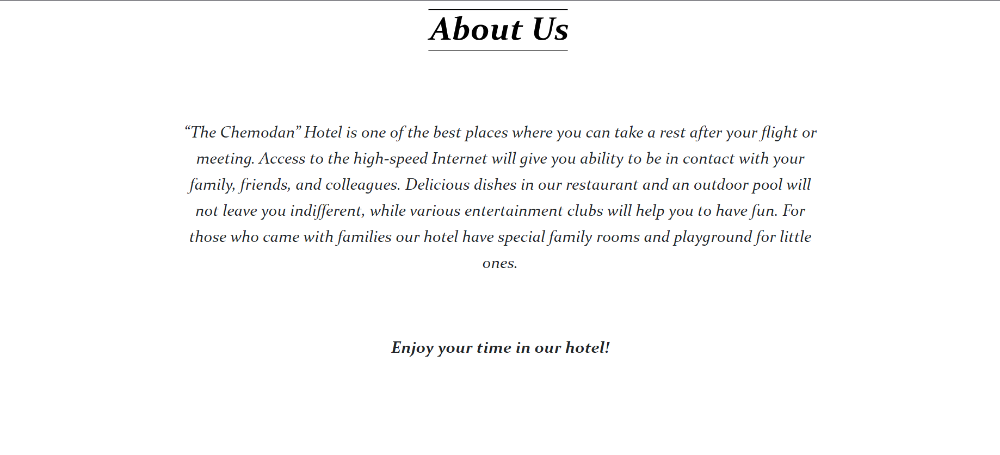 About Us
“The Chemodan” Hotel is one of the best places where you can take a rest after your flight or
meeting. Access to the high-speed Internet will give you ability to be in contact with your
family, friends, and colleagues. Delicious dishes in our restaurant and an outdoor pool will
not leave you indifferent, while various entertainment clubs will help you to have fun. For
those who came with families our hotel have special family rooms and playground for little
ones.
Enjoy your time in our hotel!